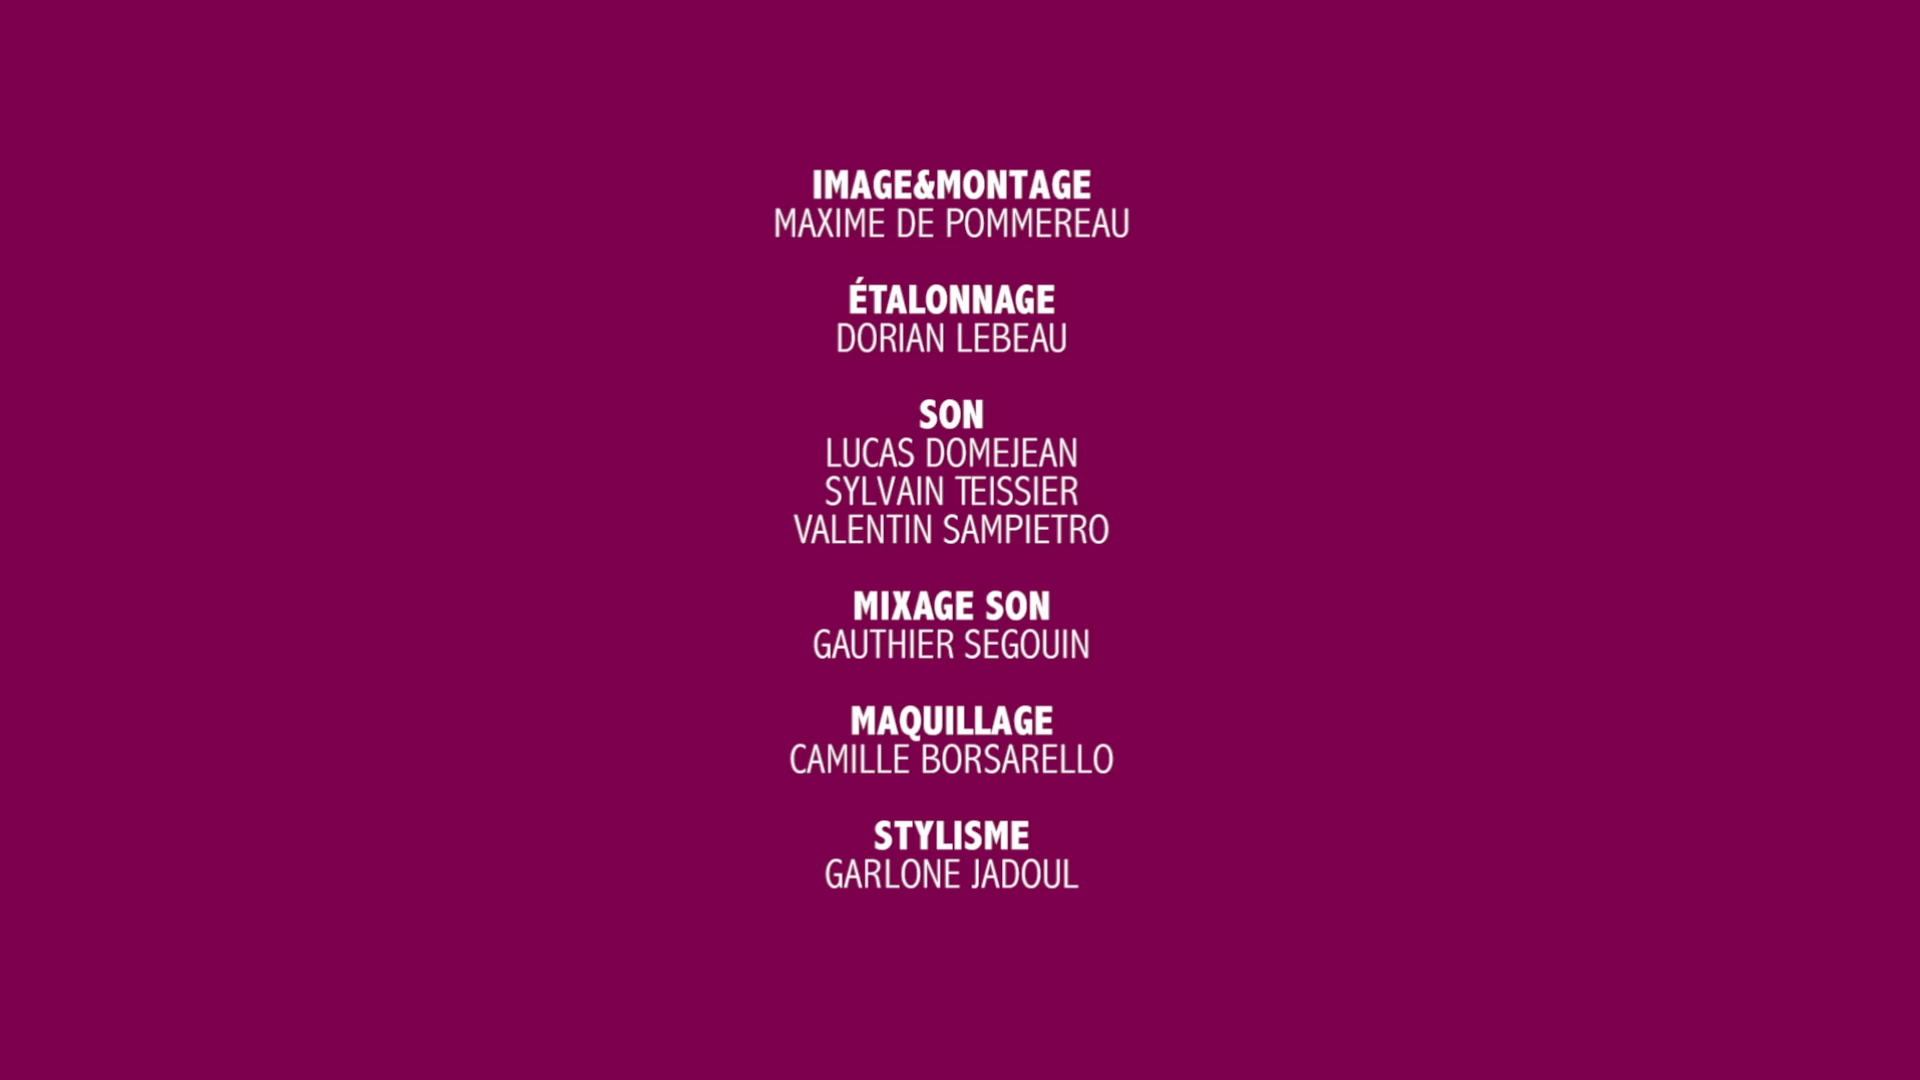 IMAGE&MONTAGE
MAXIME DE POMMEREAU
ÉTALONNAGE
DORIAN LEBEAU
SON
LUCAS DOMEJEAN
SYLVAIN TEISSIER
VALENTIN SAMPIETRO
MIXAGE SON
GAUTHIER SEGOUIN
MAQUILLAGE
CAMILLE BORSARELLO
STYLISME
GARLONE JADOUL